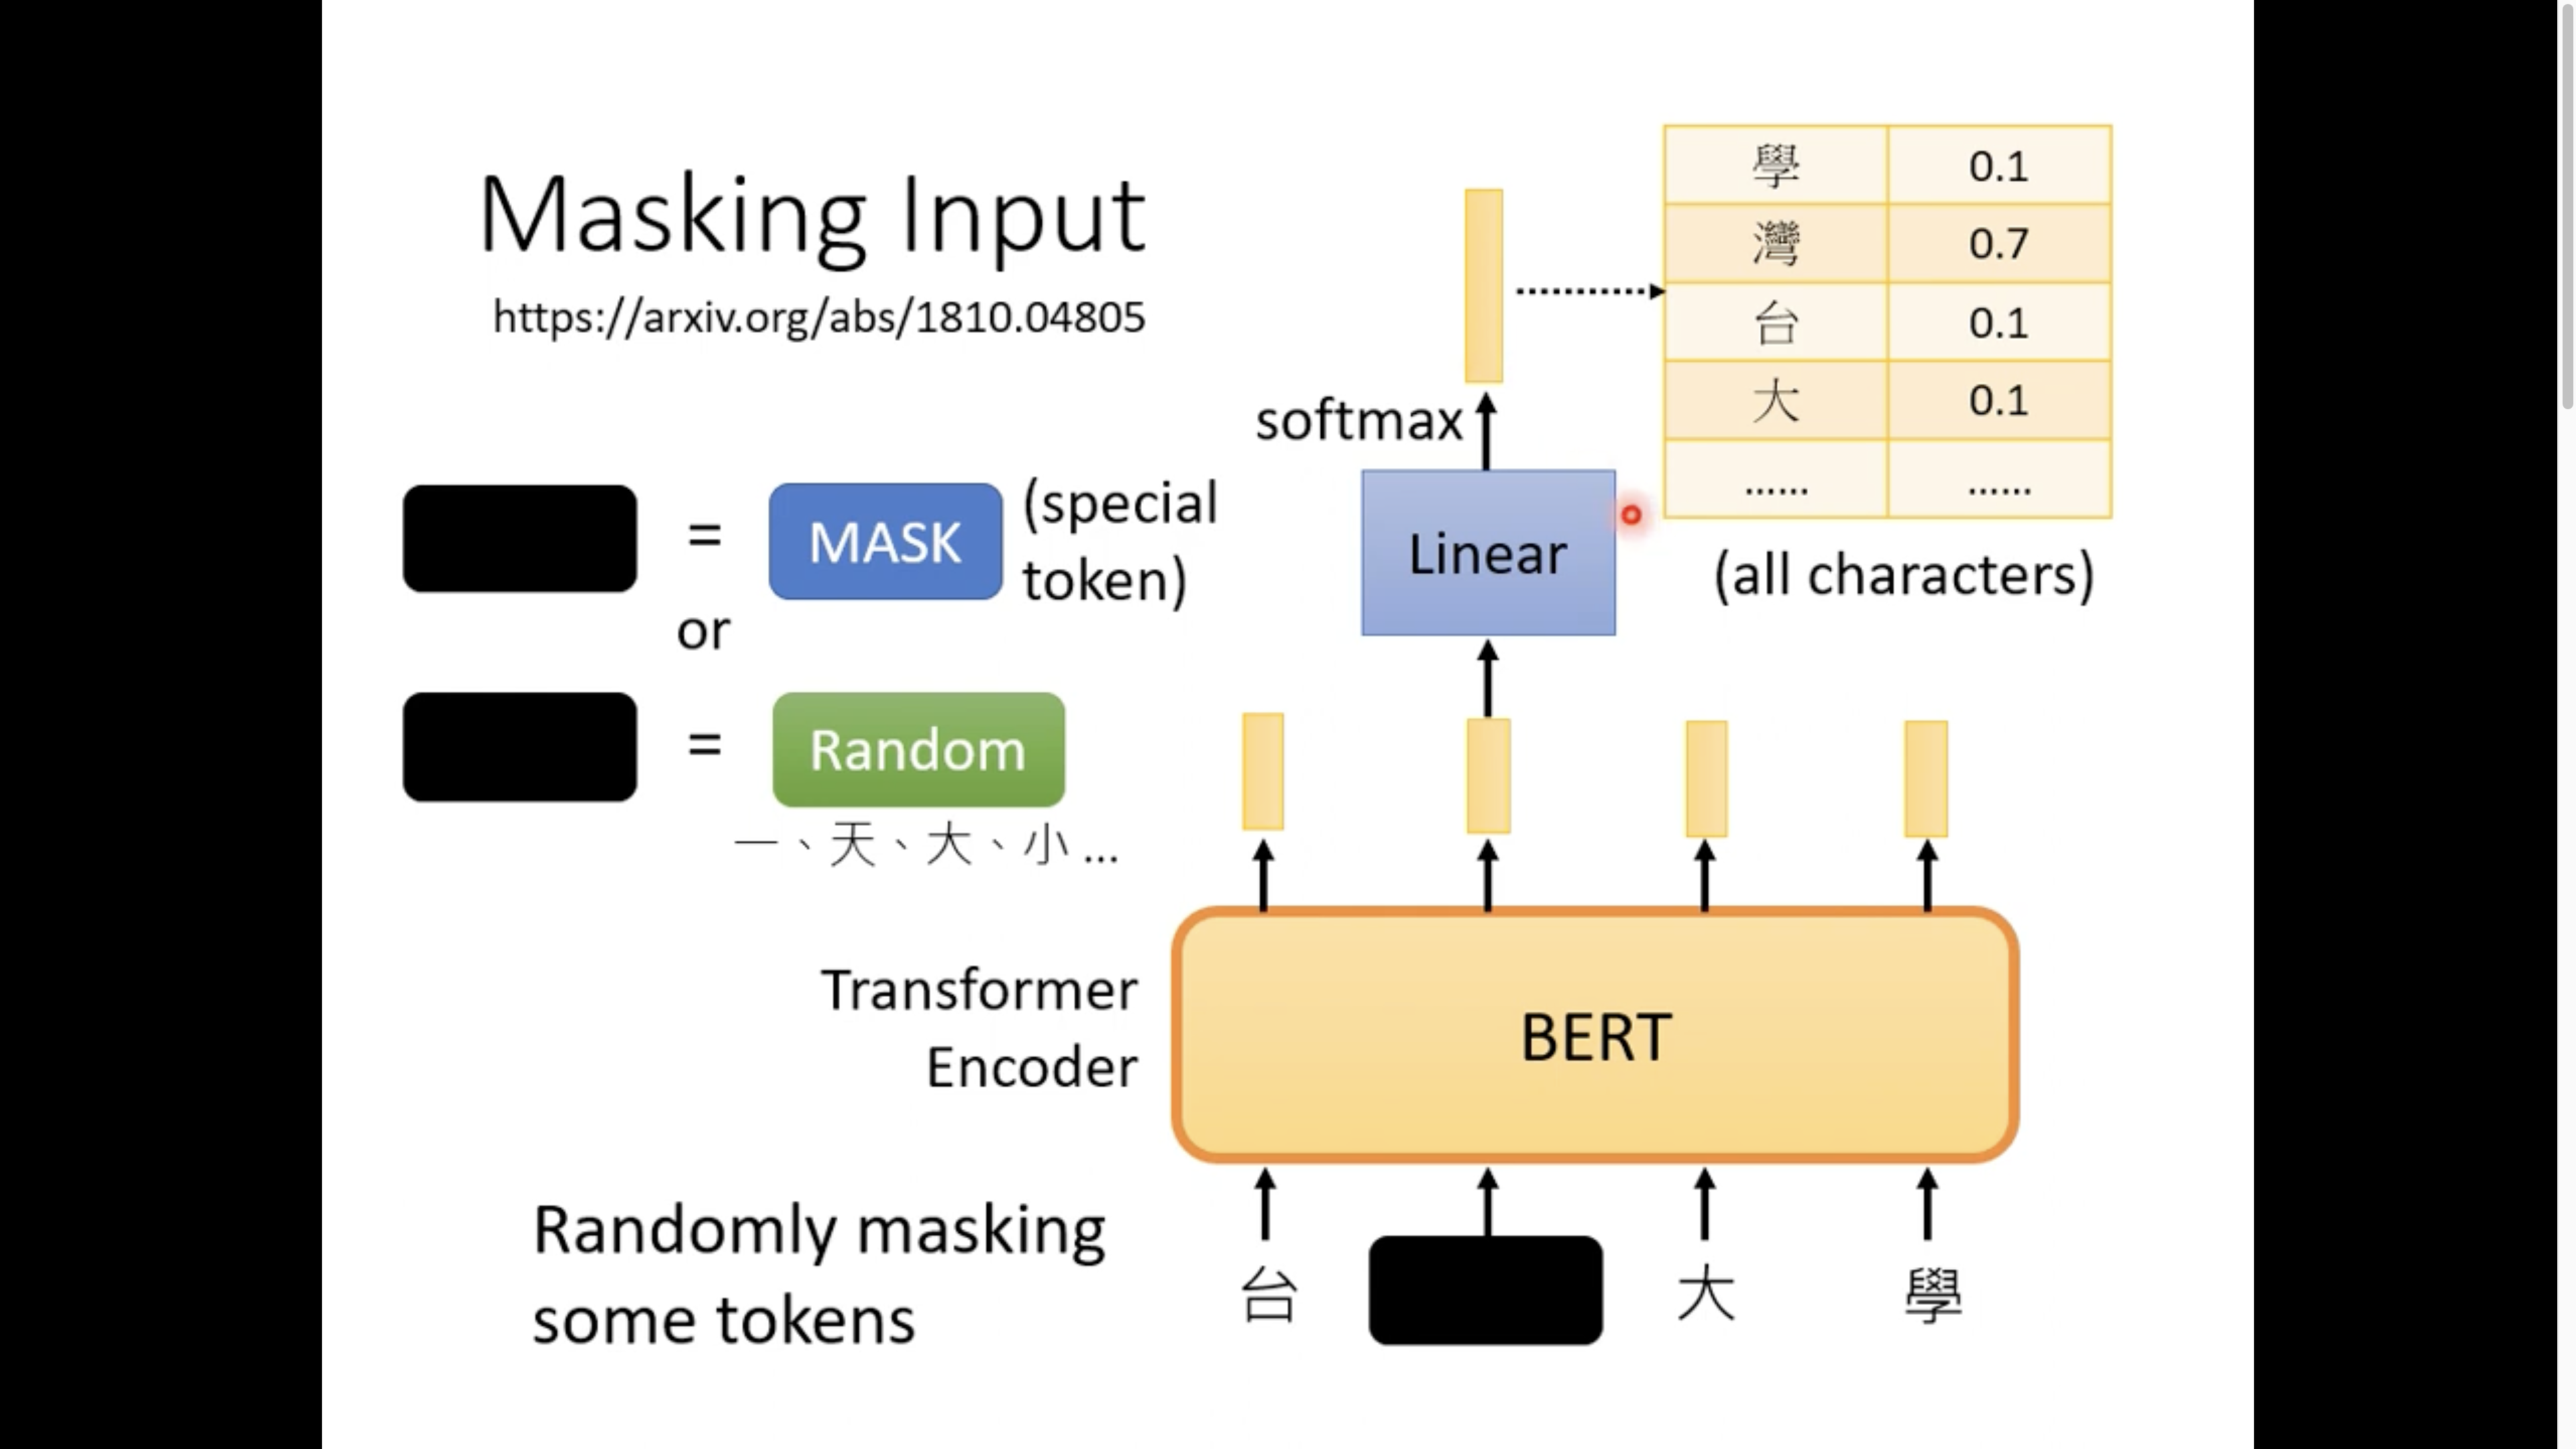 Masking Input
https://arxiv.org/abs/1810.04805
= MASK (special token)
or
= Random
一、天、大、小 ...
Transformer
Encoder
Randomly masking
some tokens
學 0.1
灣 0.7
台 0.1
大 0.1
...... ......
(all characters)
softmax
Linear
BERT
台 大 學